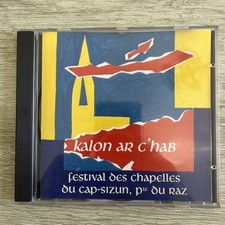 kalon ar c'hab
festival des chapelles
du cap-sizun, pte du raz